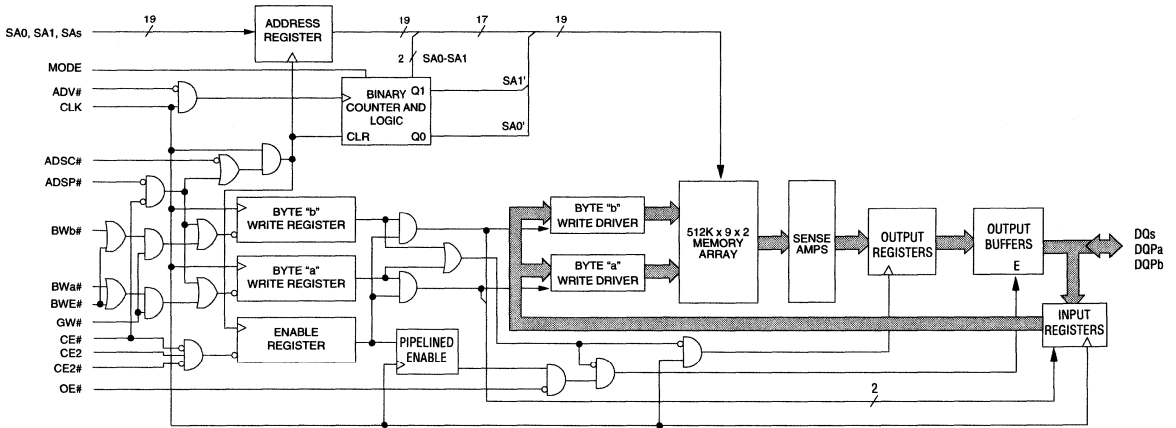 19
19
17
19
SA0, SA1, SAs
ADDRESS
REGISTER
2
SA0-SA1
MODE
ADV#
CLK
BINARY
COUNTER AND
LOGIC
Q1
CLR
Q0
SA1'
SA0'
ADSC#
ADSP#
BYTE "b"
WRITE REGISTER
BYTE "b"
WRITE DRIVER
512K x 9 x 2
MEMORY
ARRAY
SENSE
AMPS
OUTPUT
REGISTERS
OUTPUT
BUFFERS
E
DQs
DQPa
DQPb
BWb#
BYTE "a"
WRITE REGISTER
BYTE "a"
WRITE DRIVER
BWa#
BWE#
GW#
CE#
CE2
CE2#
OE#
ENABLE
REGISTER
PIPELINED
ENABLE
INPUT
REGISTERS
2